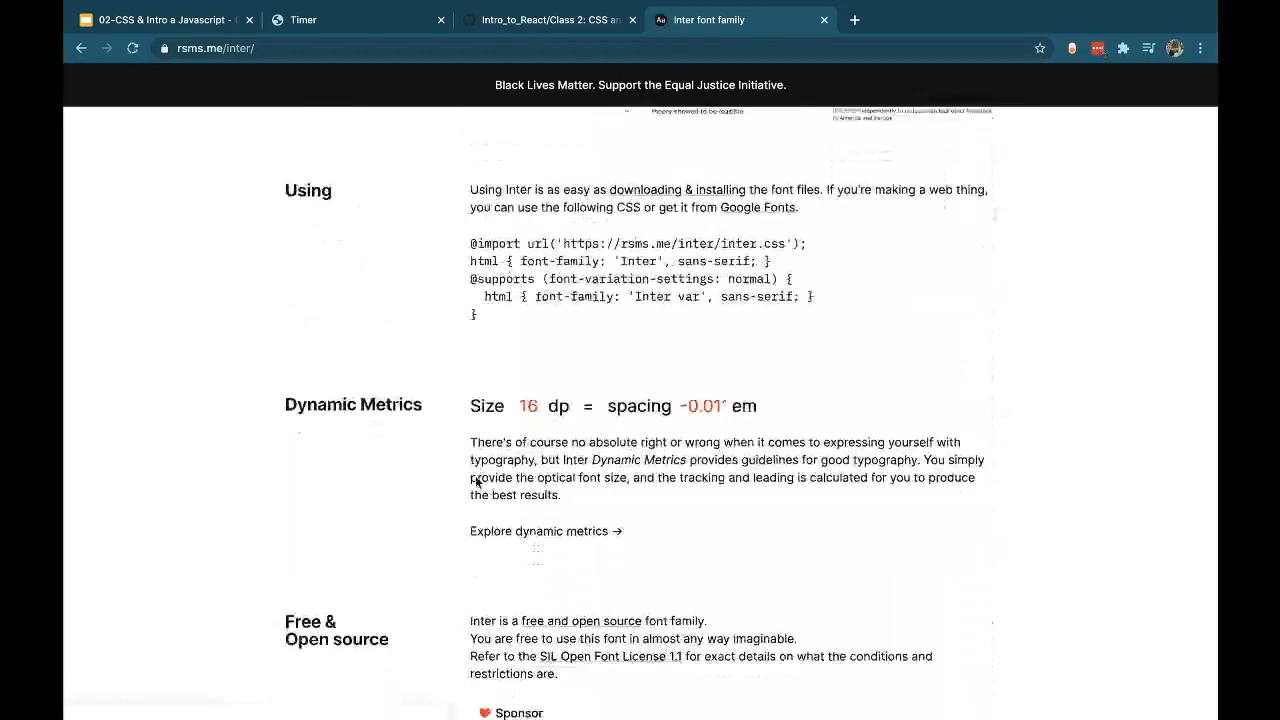 02-CSS & Intro a Javascript -
Timer
Intro_to_React/Class 2: CSS an
Inter font family
rsms.me/inter/
Black Lives Matter. Support the Equal Justice Initiative.
Using
Using Inter is as easy as downloading & installing the font files. If you're making a web thing,
you can use the following CSS or get it from Google Fonts.
@import url('https://rsms.me/inter/inter.css');
html { font-family: 'Inter', sans-serif; }
@supports (font-variation-settings: normal) {
html { font-family: 'Inter var', sans-serif; }
}
Dynamic Metrics
Size 16 dp = spacing -0.011 em
There's of course no absolute right or wrong when it comes to expressing yourself with
typography, but Inter Dynamic Metrics provides guidelines for good typography. You simply
provide the optical font size, and the tracking and leading is calculated for you to produce
the best results.
Explore dynamic metrics →
Free &
Open source
Inter is a free and open source font family.
You are free to use this font in almost any way imaginable.
Refer to the SIL Open Font License 1.1 for exact details on what the conditions and
restrictions are.
Sponsor